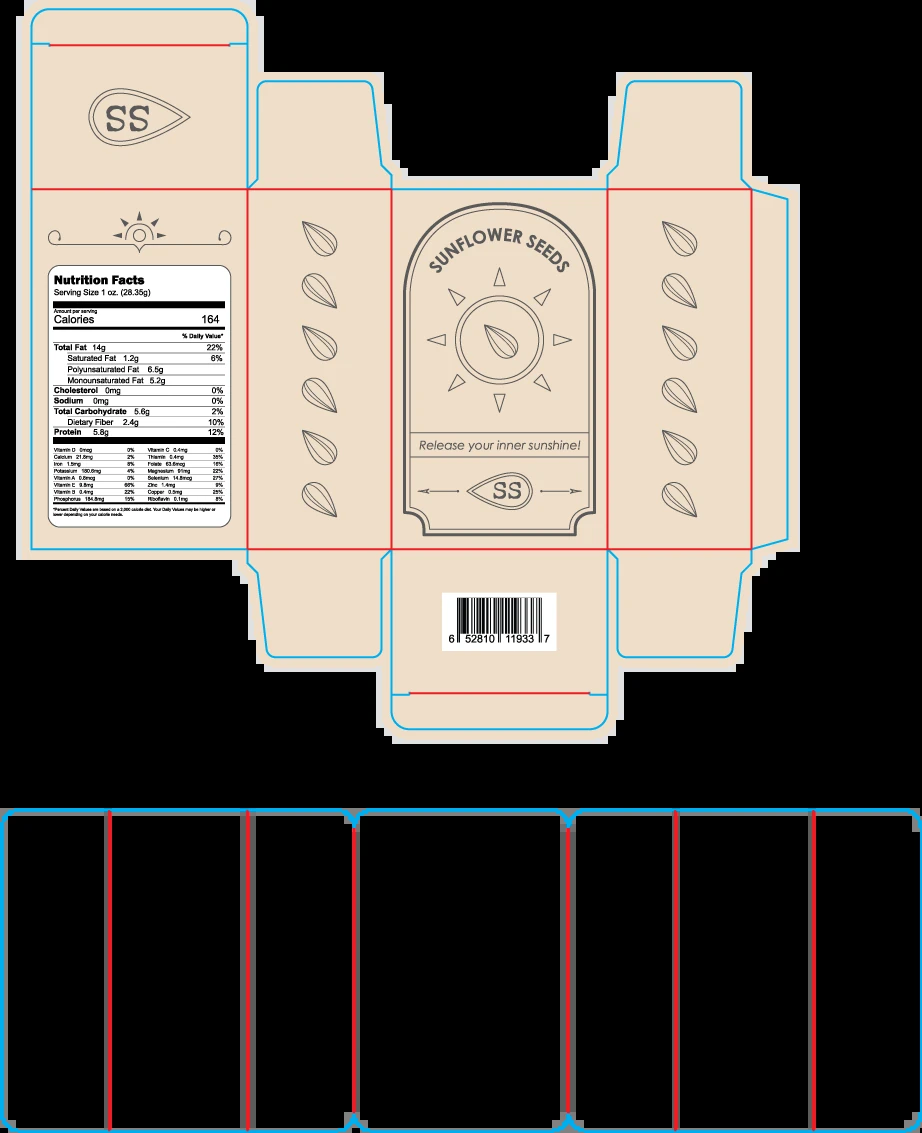 SS
Nutrition Facts
Serving Size 1 oz. (28.35g)
Amount per serving
Calories 164
% Daily Value*
Total Fat 14g 22%
Saturated Fat 1.2g 6%
Polyunsaturated Fat 6.5g
Monounsaturated Fat 5.2g
Cholesterol 0mg 0%
Sodium 0mg 0%
Total Carbohydrate 5.6g 2%
Dietary Fiber 2.4g 10%
Protein 5.8g 12%
Vitamin D 0mcg 0% Vitamin C 0.4mg 0%
Calcium 21.8mg 2% Thiamin 0.4mg 35%
Iron 1.5mg 8% Folate 63.6mcg 16%
Potassium 180.6mg 4% Magnesium 91mg 22%
Vitamin A 0.8mcg 0% Selenium 14.8mcg 27%
Vitamin E 9.8mg 66% Zinc 1.4mg 9%
Vitamin B 0.4mg 22% Copper 0.5mg 25%
Phosphorus 184.8mg 15% Riboflavin 0.1mg 8%
*Percent Daily Values are based on a 2,000 calorie diet. Your Daily Values may be higher or
lower depending on your calorie needs.
SUNFLOWER SEEDS
Release your inner sunshine!
SS
6 52810 11933 7